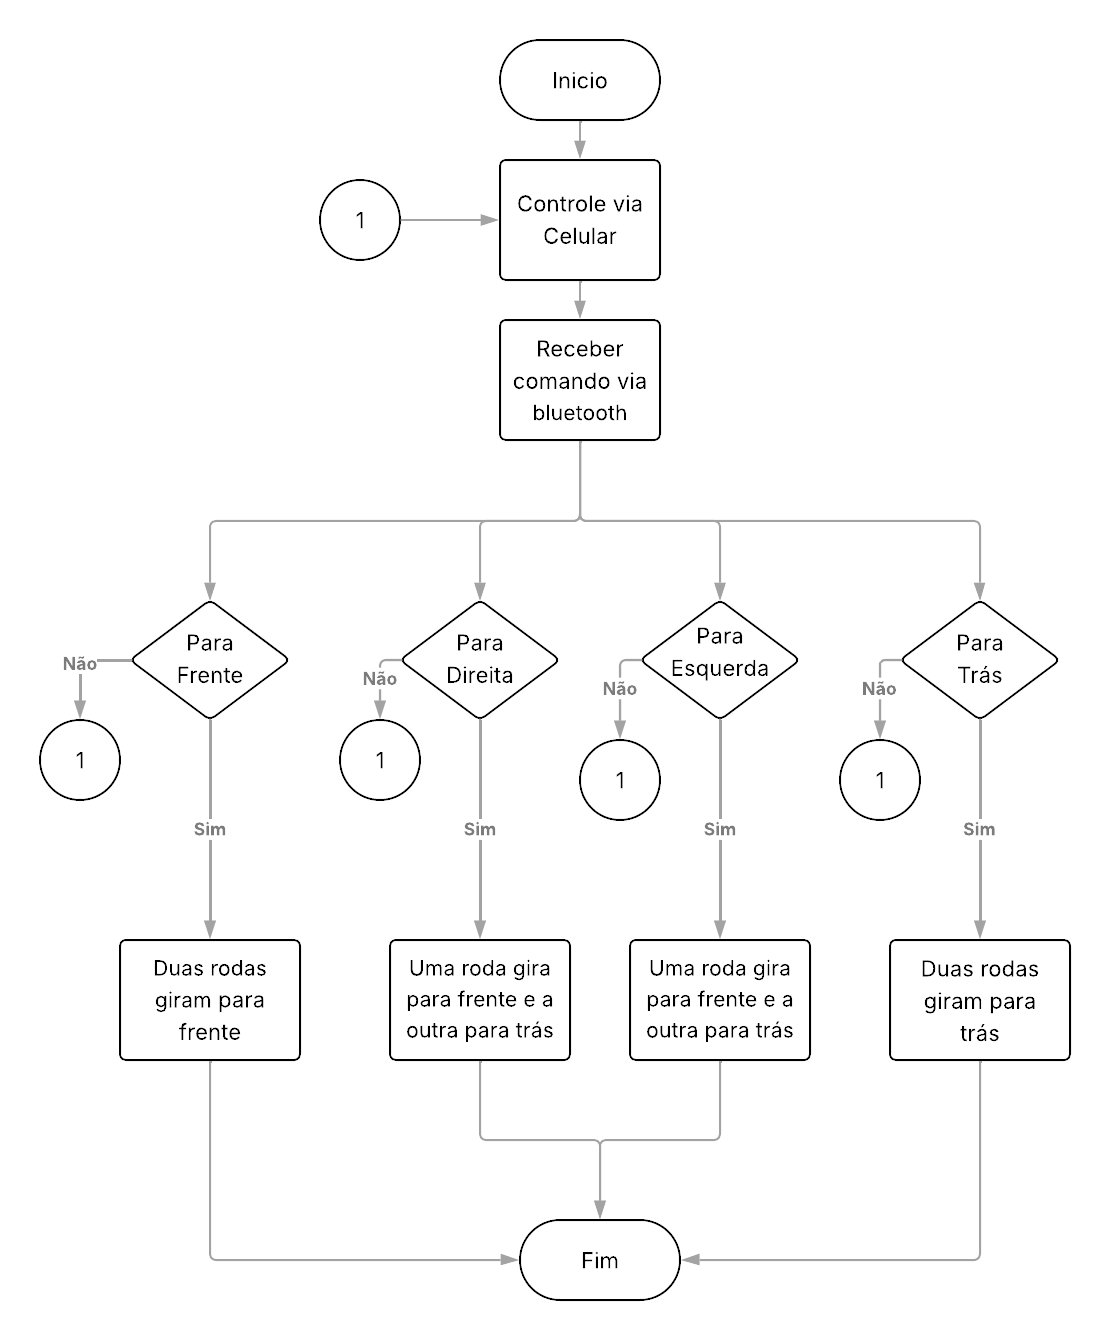 Inicio
1
Controle via
Celular
Receber
comando via
bluetooth
Para
Frente
Para
Direita
Para
Esquerda
Para
Trás
Não
Não
Não
Não
1
1
1
1
Sim
Sim
Sim
Sim
Duas rodas
giram para
frente
Uma roda gira
para frente e a
outra para trás
Uma roda gira
para frente e a
outra para trás
Duas rodas
giram para
trás
Fim